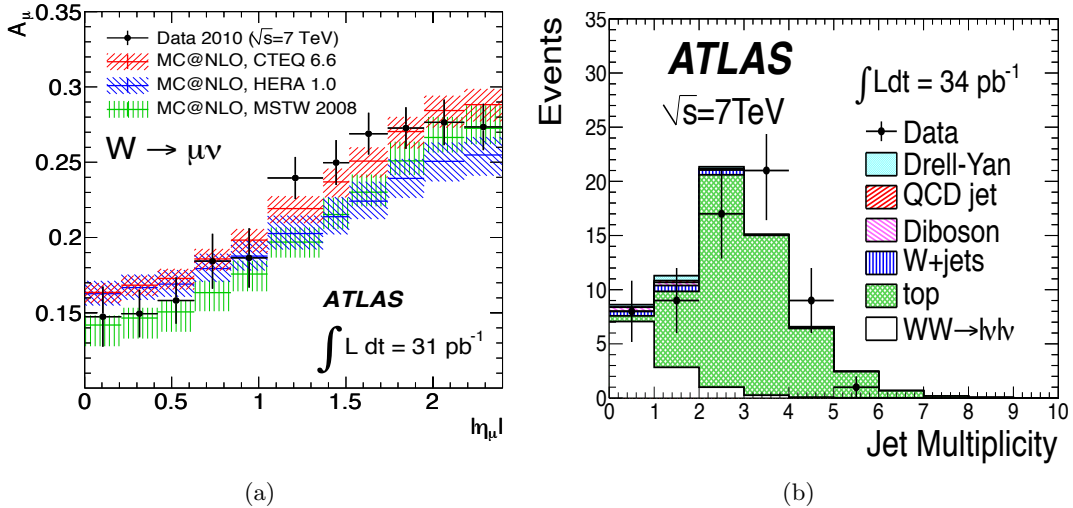 A_μ
0.35
0.3
0.25
0.2
0.15
0.1
Data 2010 (√s=7 TeV)
MC@NLO, CTEQ 6.6
MC@NLO, HERA 1.0
MC@NLO, MSTW 2008
W → μν
ATLAS
∫ L dt = 31 pb⁻¹
0 0.5 1 1.5 2
|η_μ|
(a)
Events
35
30
25
20
15
10
5
0
ATLAS
√s=7TeV
∫Ldt = 34 pb⁻¹
Data
Drell-Yan
QCD jet
Diboson
W+jets
top
WW→lνlν
0 1 2 3 4 5 6 7 8 9 10
Jet Multiplicity
(b)